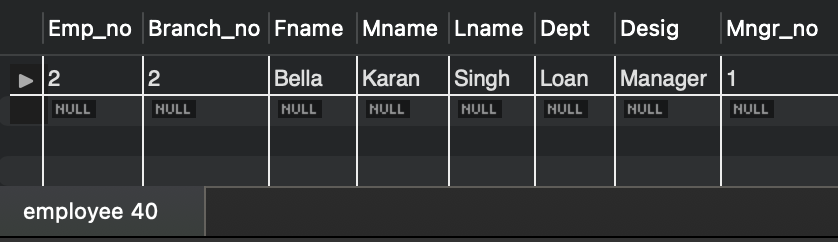 Emp_no Branch_no Fname Mname Lname Dept Desig Mngr_no
2 2 Bella Karan Singh Loan Manager 1
NULL NULL NULL NULL NULL NULL NULL NULL
employee 40